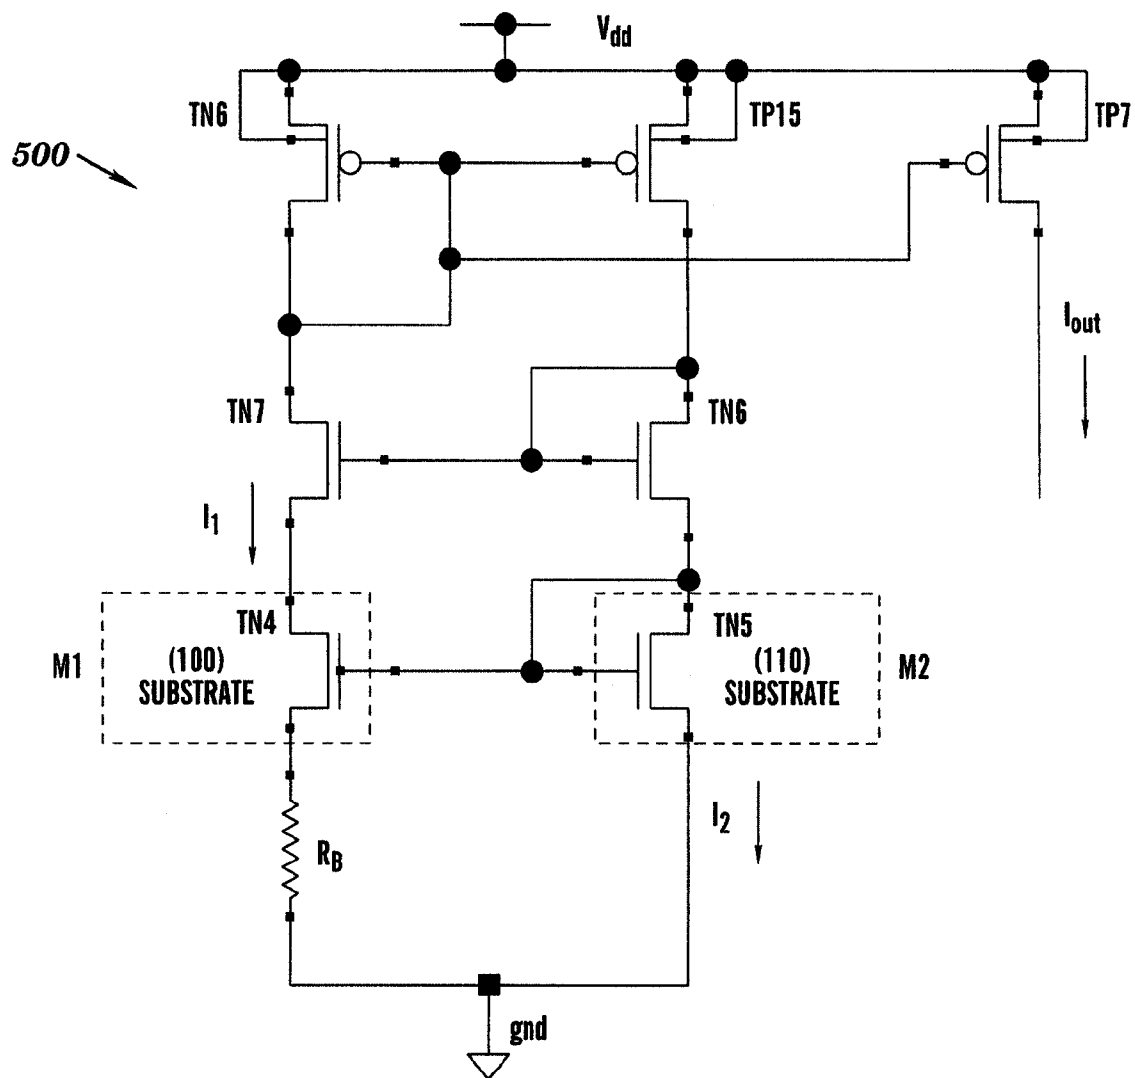 V_dd
TN6
TP15
TP7
500
I_out
TN7
TN6
I_1
TN4
TN5
M1
(100)
SUBSTRATE
(110)
SUBSTRATE
M2
I_2
R_B
gnd